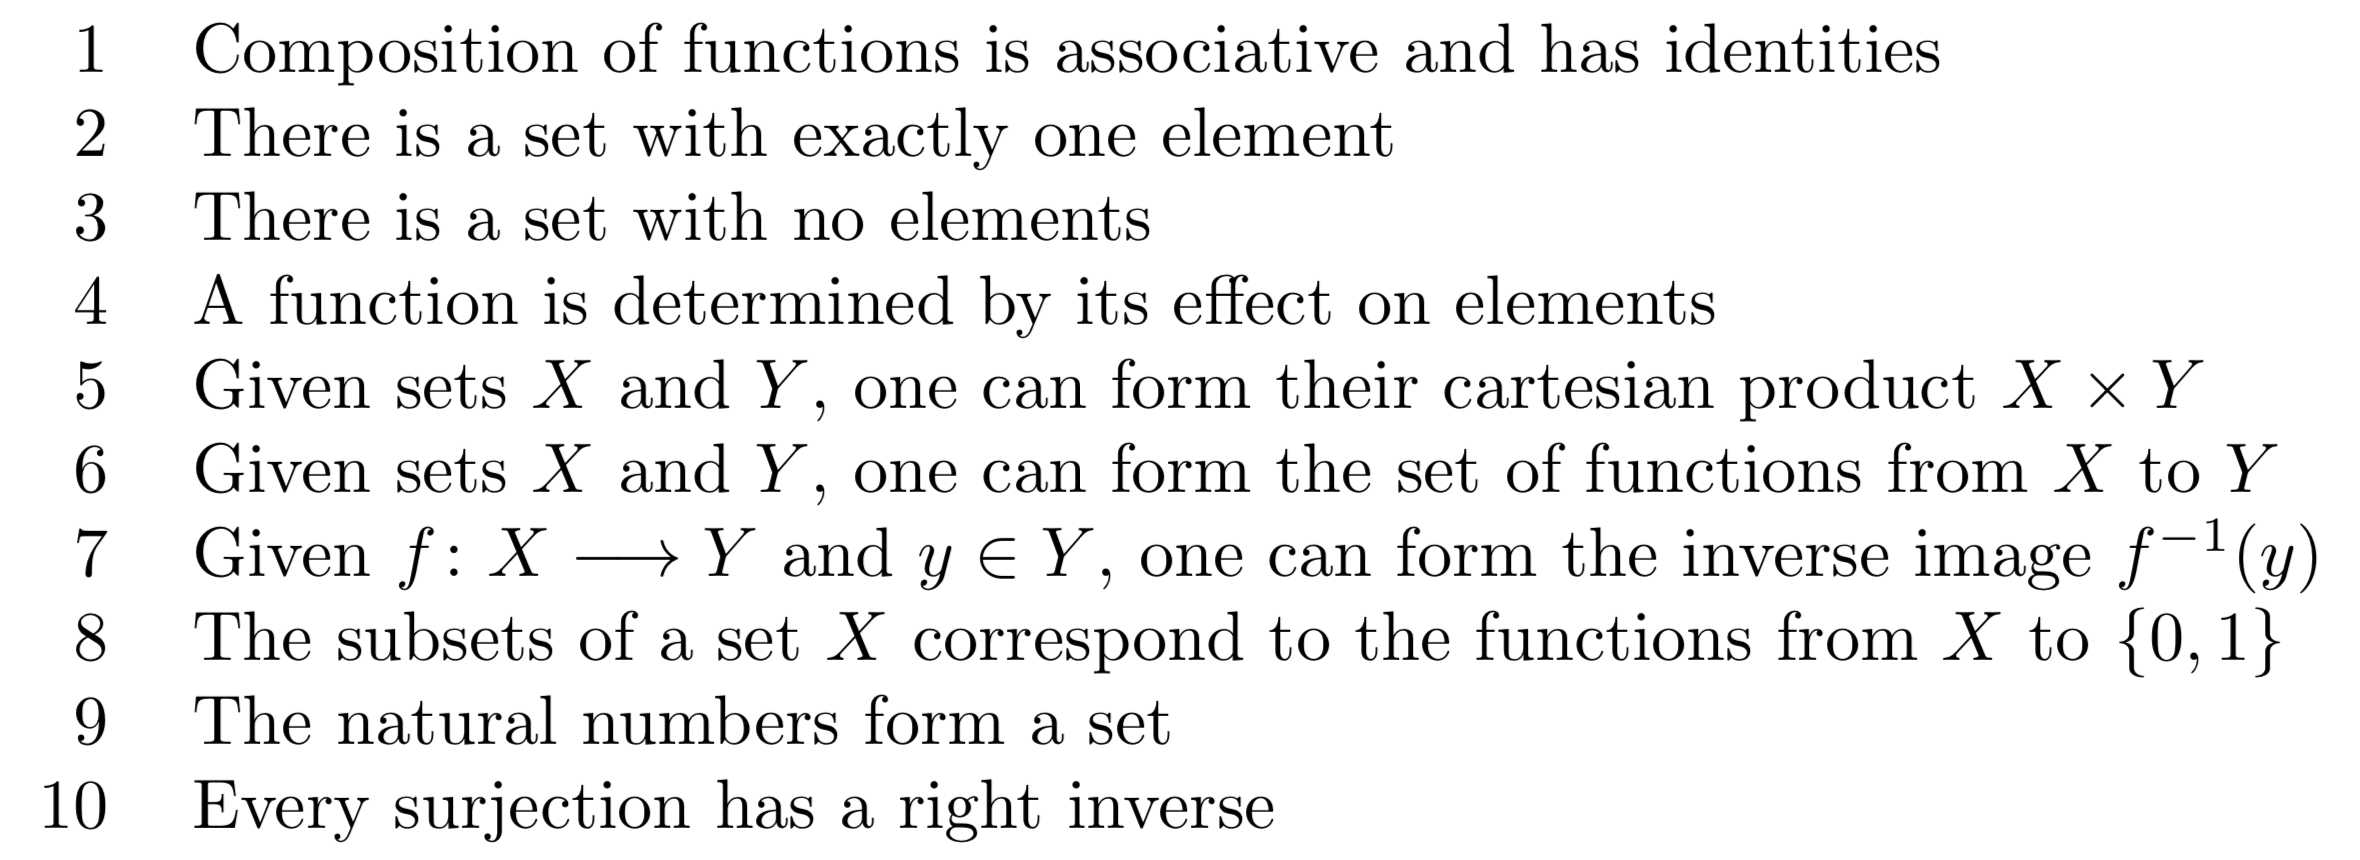 1 Composition of functions is associative and has identities
2 There is a set with exactly one element
3 There is a set with no elements
4 A function is determined by its effect on elements
5 Given sets X and Y, one can form their cartesian product X × Y
6 Given sets X and Y, one can form the set of functions from X to Y
7 Given f: X ⟶ Y and y ∈ Y, one can form the inverse image f⁻¹(y)
8 The subsets of a set X correspond to the functions from X to {0, 1}
9 The natural numbers form a set
10 Every surjection has a right inverse